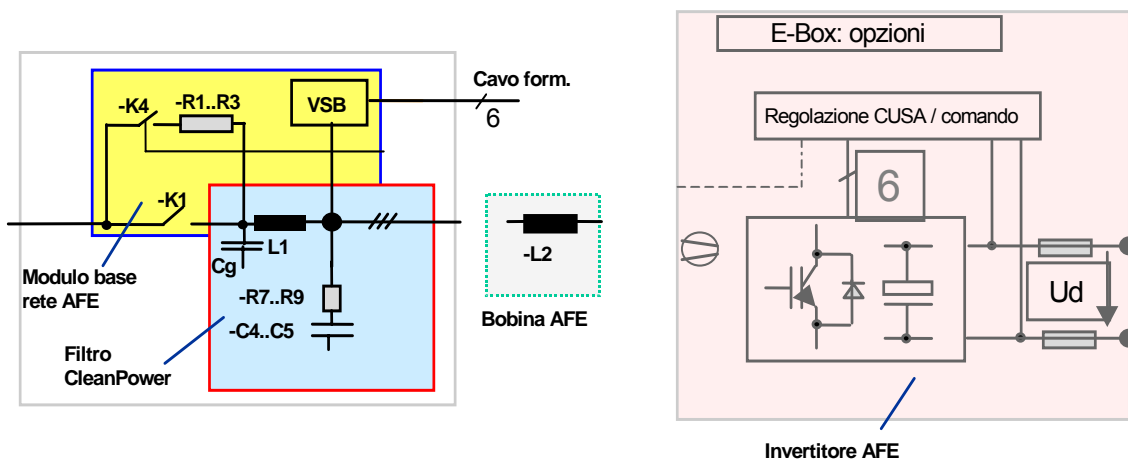 E-Box: opzioni
Cavo form.
6
-K4
-R1..R3
VSB
Regolazione CUSA / comando
6
-K1
L1
Cg
-L2
Modulo base
rete AFE
-R7..R9
-C4..C5
Bobina AFE
Ud
Filtro
CleanPower
Invertitore AFE